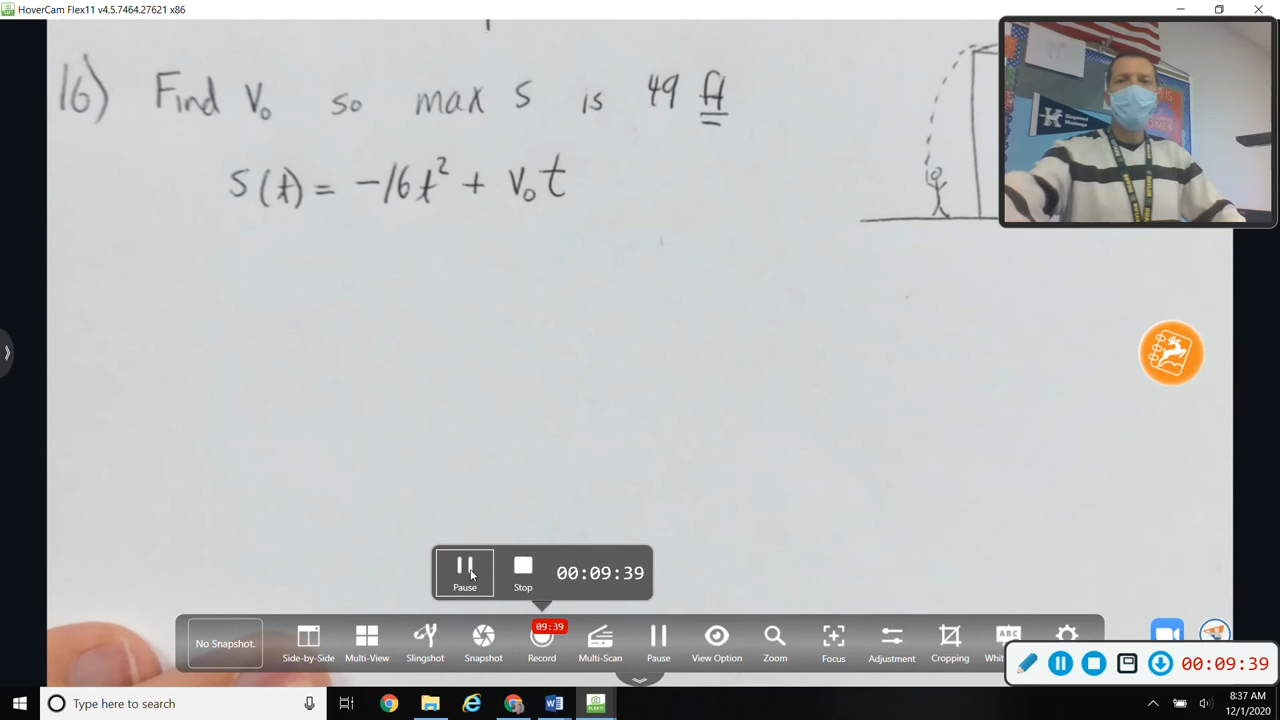 HoverCam Flex11 v4.5.7464.27621 x86
16) Find v₀ so max s is 49 ft
s(t) = -16t² + v₀t
Pause
Stop
00:09:39
No Snapshot.
Side-by-Side
Multi-View
Slingshot
Snapshot
09:39
Record
Multi-Scan
Pause
View Option
Zoom
Focus
Adjustment
Cropping
ABC
Whit
00:09:39
Type here to search
8:37 AM
12/1/2020